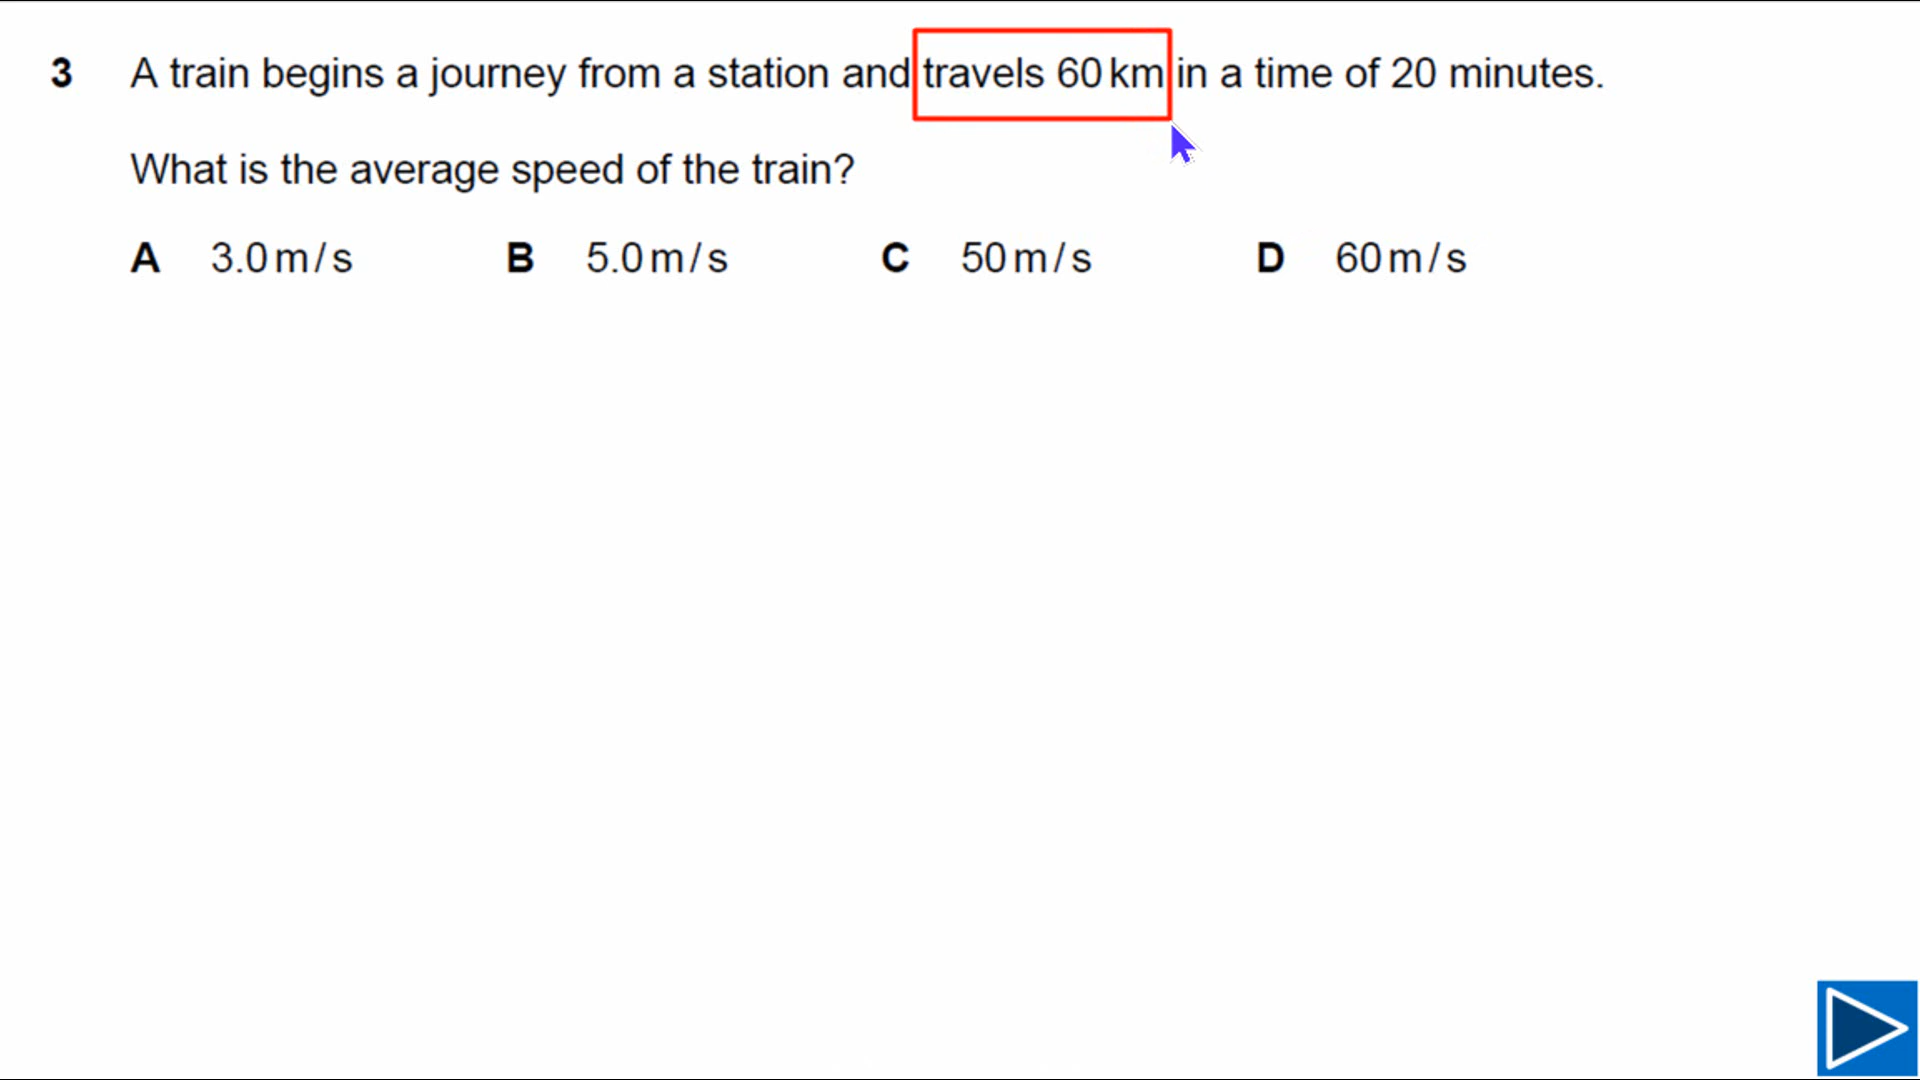 3 A train begins a journey from a station and travels 60 km in a time of 20 minutes.
What is the average speed of the train?
A 3.0 m/s B 5.0 m/s C 50 m/s D 60 m/s